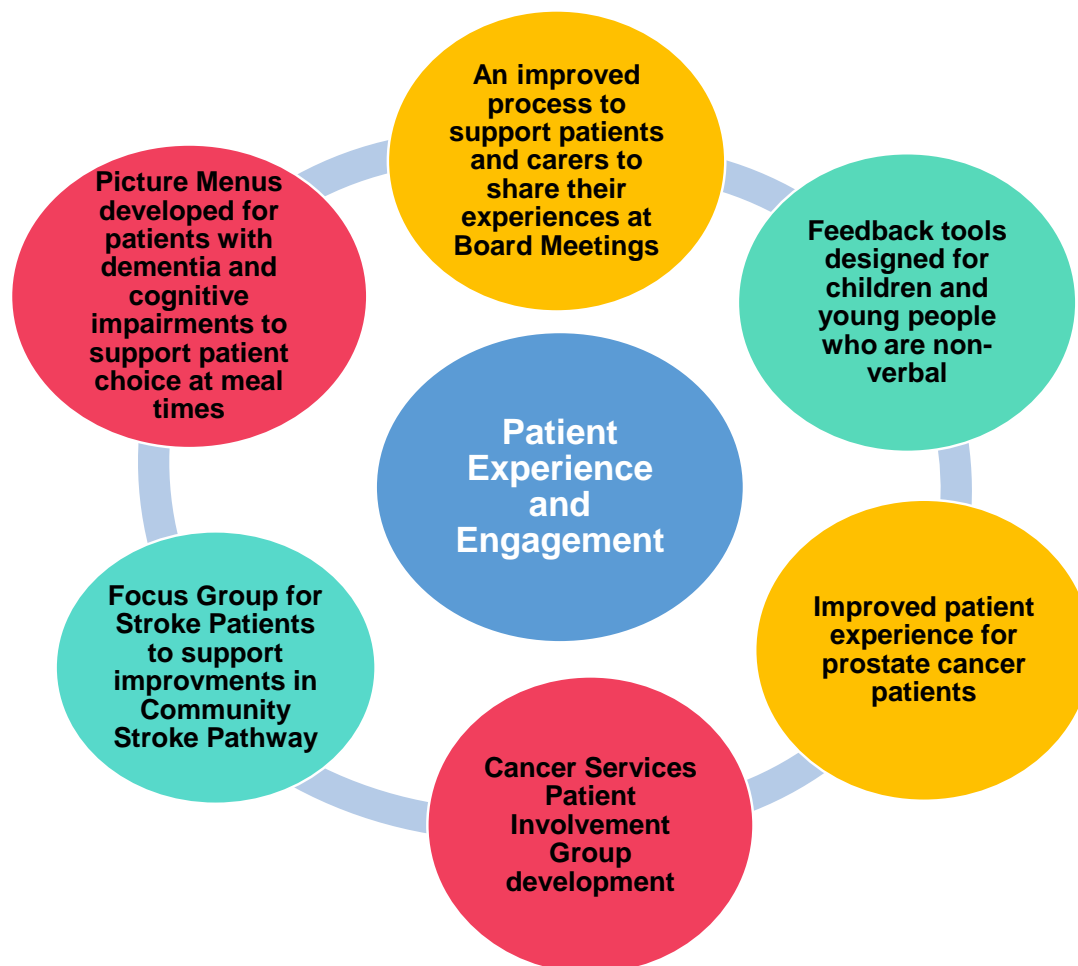 An improved
process to
support patients
and carers to
share their
experiences at
Board Meetings
Feedback tools
designed for
children and
young people
who are non-
verbal
Improved patient
experience for
prostate cancer
patients
Cancer Services
Patient
Involvement
Group
development
Focus Group for
Stroke Patients
to support
improvments in
Community
Stroke Pathway
Picture Menus
developed for
patients with
dementia and
cognitive
impairments to
support patient
choice at meal
times
Patient
Experience
and
Engagement